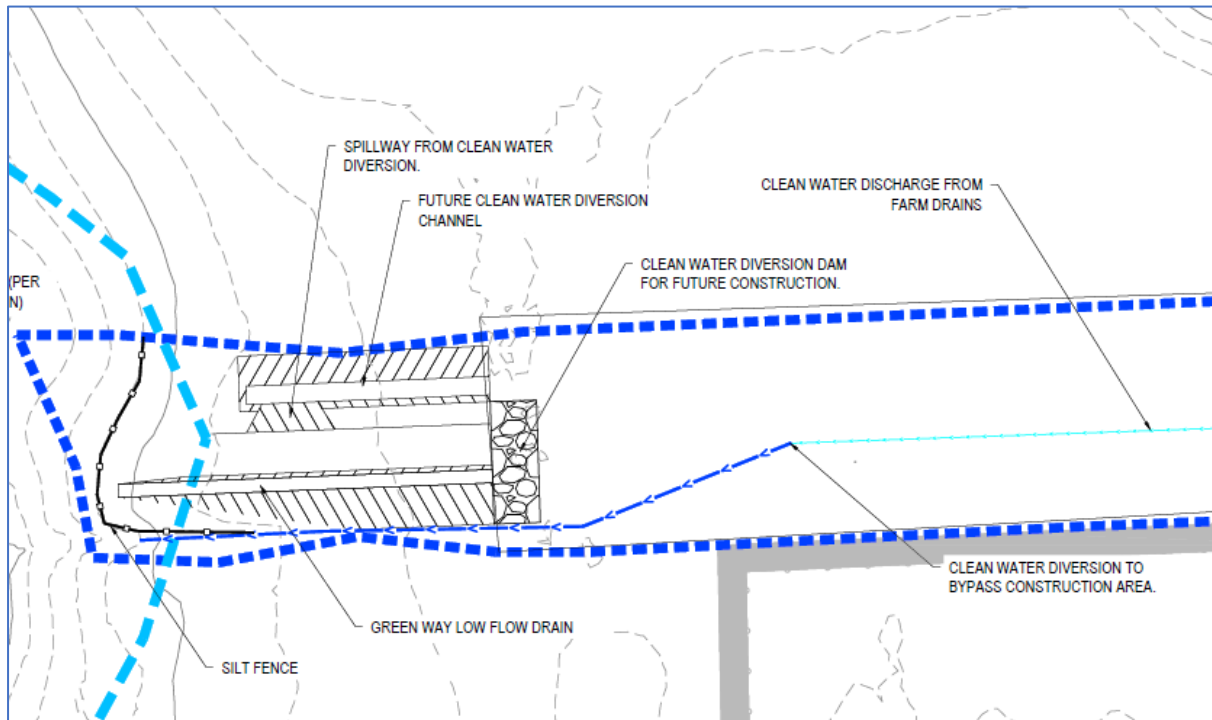 SPILLWAY FROM CLEAN WATER
DIVERSION.
FUTURE CLEAN WATER DIVERSION
CHANNEL
CLEAN WATER DISCHARGE FROM
FARM DRAINS
CLEAN WATER DIVERSION DAM
FOR FUTURE CONSTRUCTION.
(PER
N)
CLEAN WATER DIVERSION TO
BYPASS CONSTRUCTION AREA.
GREEN WAY LOW FLOW DRAIN
SILT FENCE